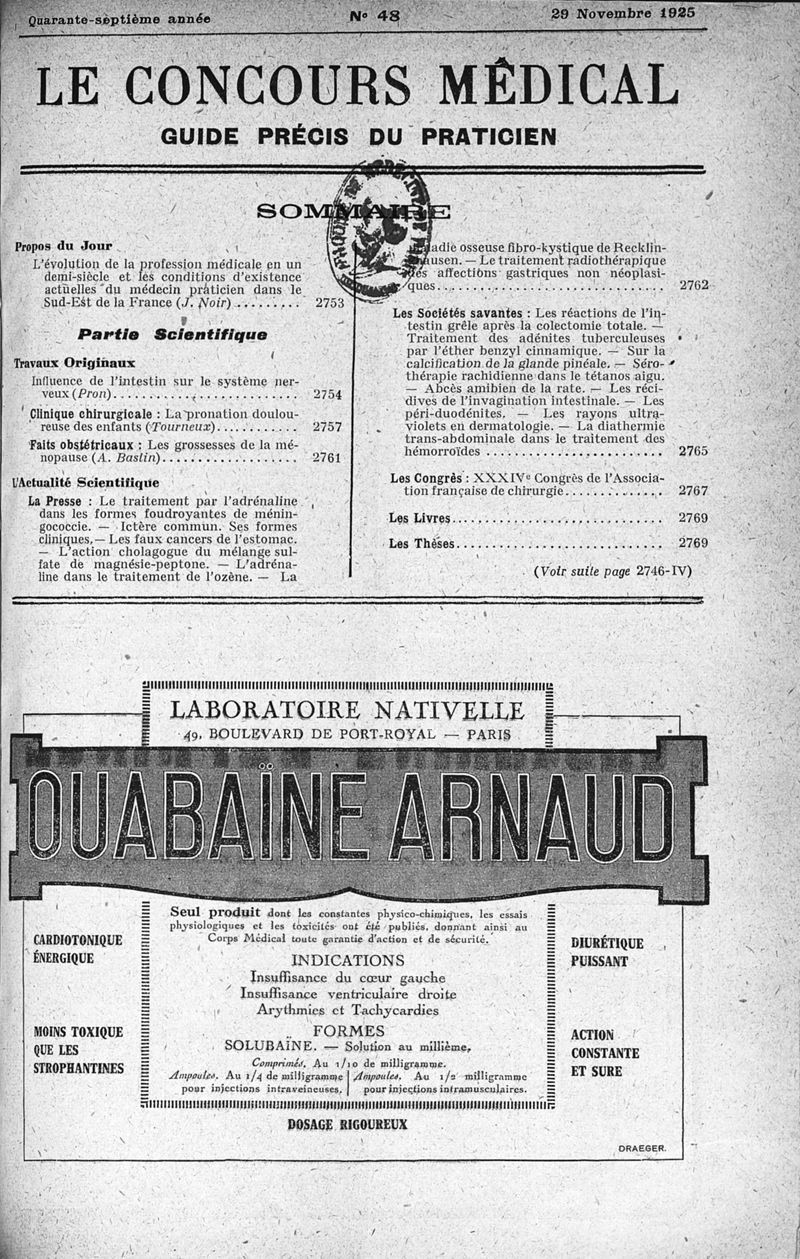 Quarante-septième année
N° 48
29 Novembre 1925
LE CONCOURS MÉDICAL
GUIDE PRÉCIS DU PRATICIEN
SOMMAIRE
Propos du Jour
L'évolution de la profession médicale en un
demi-siècle et les conditions d'existence
actuelles du médecin praticien dans le
Sud-Est de la France (J. Noir) ......... 2753
Partie Scientifique
Travaux Originaux
Influence de l'intestin sur le système ner-
veux (Pron)........................... 2754
Clinique chirurgicale : La pronation doulou-
reuse des enfants (Tourneux)............ 2757
Faits obstétricaux : Les grossesses de la mé-
nopause (A. Bastin).................... 2761
L'Actualité Scientifique
La Presse : Le traitement par l'adrénaline
dans les formes foudroyantes de ménin-
gococcie. — Ictère commun. Ses formes
cliniques. — Les faux cancers de l'estomac.
— L'action cholagogue du mélange sul-
fate de magnésie-peptone. — L'adréna-
line dans le traitement de l'ozène. — La
adie osseuse fibro-kystique de Recklin-
hausen. — Le traitement radiothérapique
des affections gastriques non néoplasi-
ques.................................. 2762
Les Sociétés savantes : Les réactions de l'in-
testin grêle après la colectomie totale. —
Traitement des adénites tuberculeuses
par l'éther benzyl cinnamique. — Sur la
calcification de la glande pinéale. — Séro-
thérapie rachidienne dans le tétanos aigu.
— Abcès amibien de la rate. — Les réci-
dives de l'invagination intestinale. — Les
péri-duodénites. — Les rayons ultra-
violets en dermatologie. — La diathermie
trans-abdominale dans le traitement des
hémorroïdes .......................... 2765
Les Congrès : XXXIVe Congrès de l'Associa-
tion française de chirurgie.............. 2767
Les Livres.............................. 2769
Les Thèses.............................. 2769
(Voir suite page 2746-IV)
LABORATOIRE NATIVELLE
49, BOULEVARD DE PORT-ROYAL — PARIS
OUABAÏNE ARNAUD
Seul produit dont les constantes physico-chimiques, les essais
physiologiques et les toxicités ont été publiés, donnant ainsi au
Corps Médical toute garantie d'action et de sécurité.
CARDIOTONIQUE
ÉNERGIQUE
MOINS TOXIQUE
QUE LES
STROPHANTINES
INDICATIONS
Insuffisance du cœur gauche
Insuffisance ventriculaire droite
Arythmies et Tachycardies
FORMES
SOLUBAÏNE. — Solution au millième.
Comprimés. Au 1/10 de milligramme.
Ampoules. Au 1/4 de milligramme
pour injections intraveineuses.
Ampoules. Au 1/2 milligramme
pour injections intramusculaires.
DIURÉTIQUE
PUISSANT
ACTION
CONSTANTE
ET SURE
DOSAGE RIGOUREUX
DRAEGER.